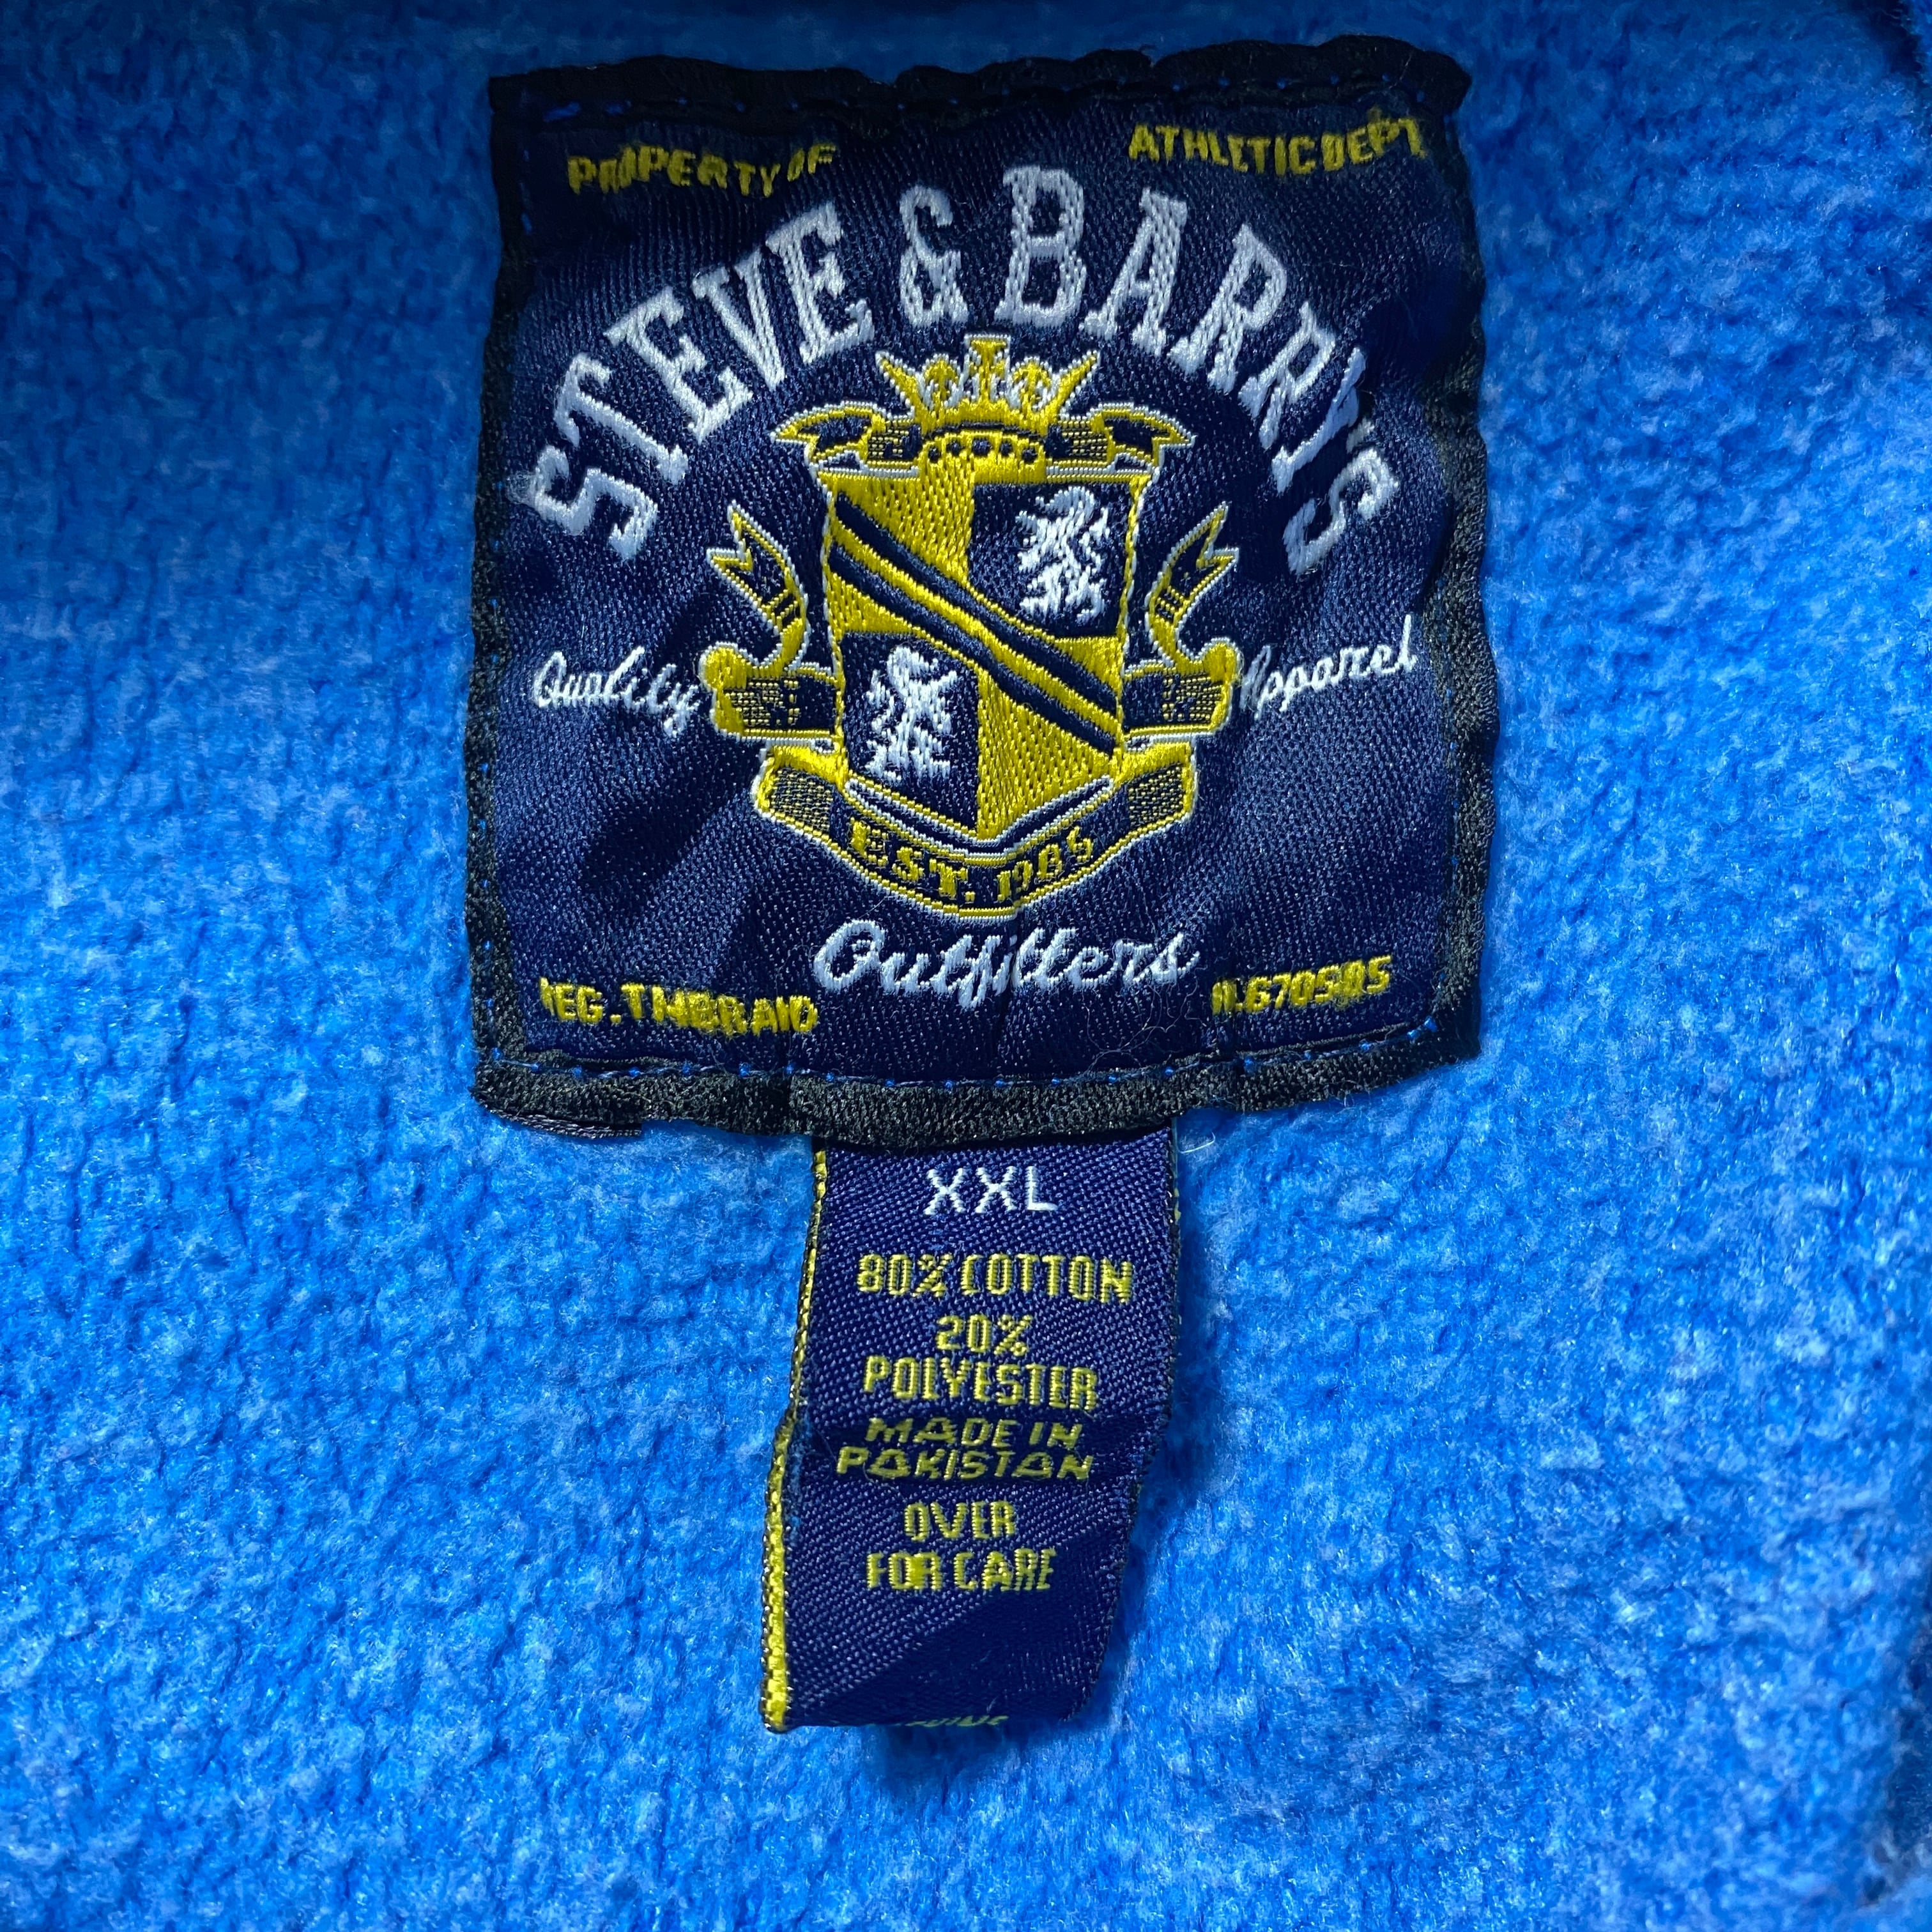 PROPERTY OF
ATHLETIC DEPT
STEVE & BARRY'S
Quality
Apparel
EST. 1985
Outfitters
REG. TMBRAID
670585
XXL
80% COTTON
20%
POLYESTER
MADE IN
PAKISTAN
OVER
FOR CARE